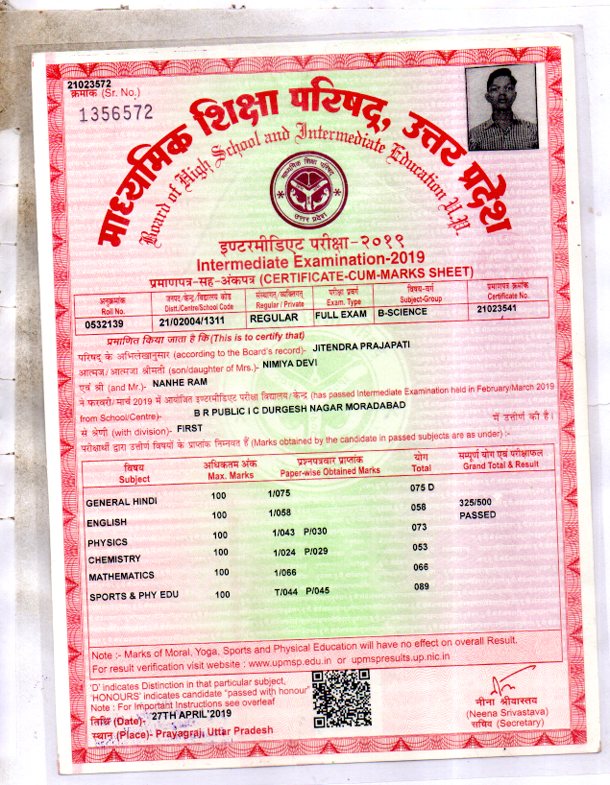 21023572
क्रमांक (Sr. No.)
1356572
माध्यमिक शिक्षा परिषद्, उत्तर प्रदेश
Board of High School and Intermediate Education U.P.
माध्यमिक शिक्षा परिषद्
उत्तर प्रदेश
इण्टरमीडिएट परीक्षा-२०१९
Intermediate Examination-2019
प्रमाणपत्र-सह-अंकपत्र (CERTIFICATE-CUM-MARKS SHEET)
अनुक्रमांक जनपद/केन्द्र/विद्यालय कोड संस्थागत/व्यक्तिगत परीक्षा प्रकार विषय-वर्ग प्रमाणपत्र क्रमांक
Roll No. Distt./Centre/School Code Regular / Private Exam. Type Subject-Group Certificate No.
0532139 21/02004/1311 REGULAR FULL EXAM B-SCIENCE 21023541
प्रमाणित किया जाता है कि (This is to certify that)
परिषद् के अभिलेखानुसार (according to the Board's record)- JITENDRA PRAJAPATI
आत्मज/आत्मजा श्रीमती (son/daughter of Mrs.)- NIMIYA DEVI
एवं श्री (and Mr.)- NANHE RAM
ने फरवरी/ मार्च 2019 में आयोजित इण्टरमीडिएट परीक्षा विद्यालय/केन्द्र (has passed Intermediate Examination held in February/March 2019
from School/Centre)- B R PUBLIC I C DURGESH NAGAR MORADABAD
से श्रेणी (with division)- FIRST में उत्तीर्ण की है।
परीक्षार्थी द्वारा उत्तीर्ण विषयों के प्राप्तांक निम्नवत हैं (Marks obtained by the candidate in passed subjects are as under) :-
विषय अधिकतम अंक प्रश्नपत्रवार प्राप्तांक योग सम्पूर्ण योग एवं परीक्षाफल
Subject Max. Marks Paper-wise Obtained Marks Total Grand Total & Result
GENERAL HINDI 100 1/075 075 D
ENGLISH 100 1/058 058 325/500
PASSED
PHYSICS 100 1/043 P/030 073
CHEMISTRY 100 1/024 P/029 053
MATHEMATICS 100 1/066 066
SPORTS & PHY EDU 100 T/044 P/045 089
Note :- Marks of Moral, Yoga, Sports and Physical Education will have no effect on overall Result.
For result verification visit website : www.upmsp.edu.in or upmspresults.up.nic.in
'D' indicates Distinction in that particular subject,
'HONOURS' indicates candidate "passed with honour"
Note : For Important Instructions see overleaf
तिथि (Date)- 27TH APRIL'2019
स्थान (Place)- Prayagraj, Uttar Pradesh
नीना श्रीवास्तव
(Neena Srivastava)
सचिव (Secretary)